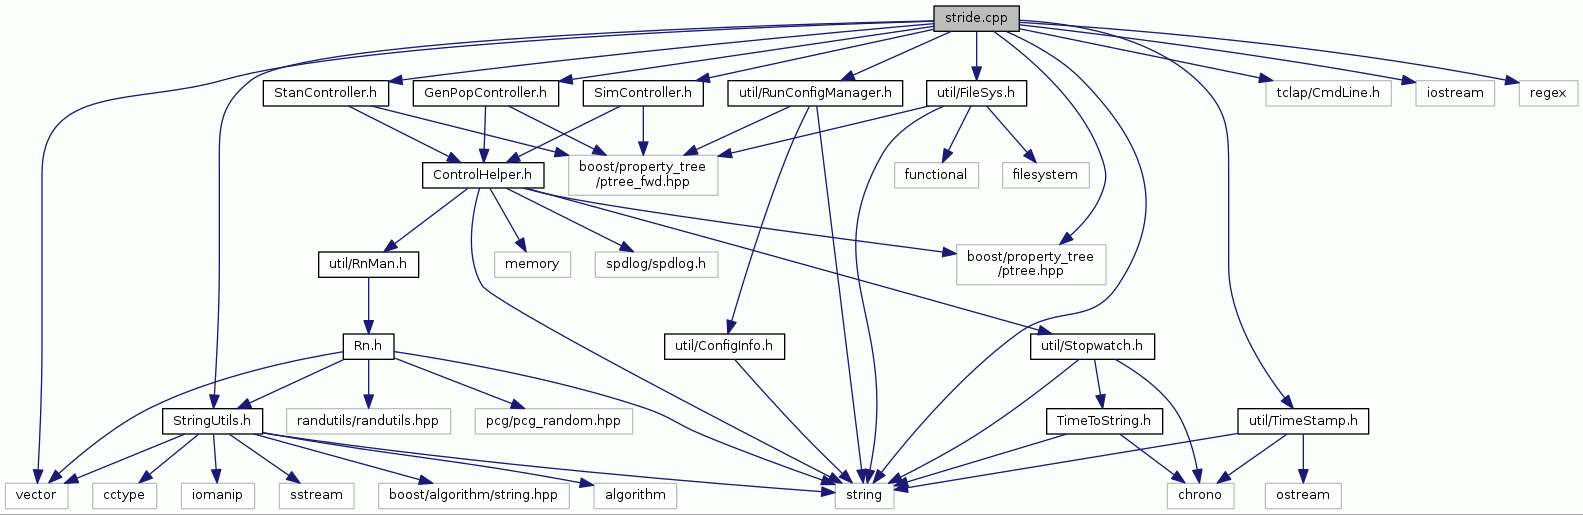 stride.cpp
StanController.h
GenPopController.h
SimController.h
util/RunConfigManager.h
util/FileSys.h
tclap/CmdLine.h
iostream
regex
ControlHelper.h
boost/property_tree
/ptree_fwd.hpp
functional
filesystem
util/RnMan.h
memory
spdlog/spdlog.h
boost/property_tree
/ptree.hpp
Rn.h
util/ConfigInfo.h
util/Stopwatch.h
StringUtils.h
randutils/randutils.hpp
pcg/pcg_random.hpp
TimeToString.h
util/TimeStamp.h
vector
cctype
iomanip
sstream
boost/algorithm/string.hpp
algorithm
string
chrono
ostream